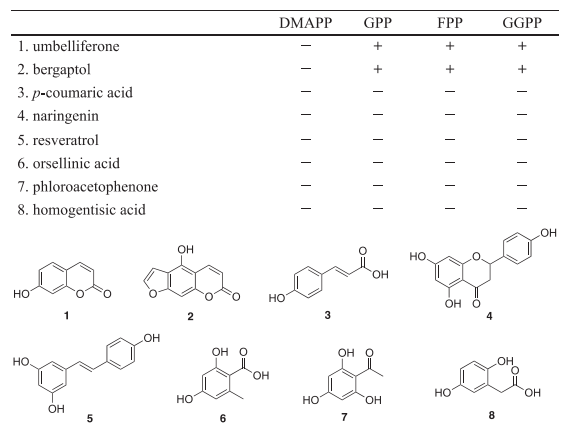 DMAPP GPP FPP GGPP
1. umbelliferone − + + +
2. bergaptol − + + +
3. p-coumaric acid − − − −
4. naringenin − − − −
5. resveratrol − − − −
6. orsellinic acid − − − −
7. phloroacetophenone − − − −
8. homogentisic acid − − − −
HO O O
1
OH
O O O
2
O
OH
HO
3
OH
HO O
OH O
4
OH
HO
OH
5
OH O
OH
HO
6
OH O
HO OH
7
OH
O
HO OH
8